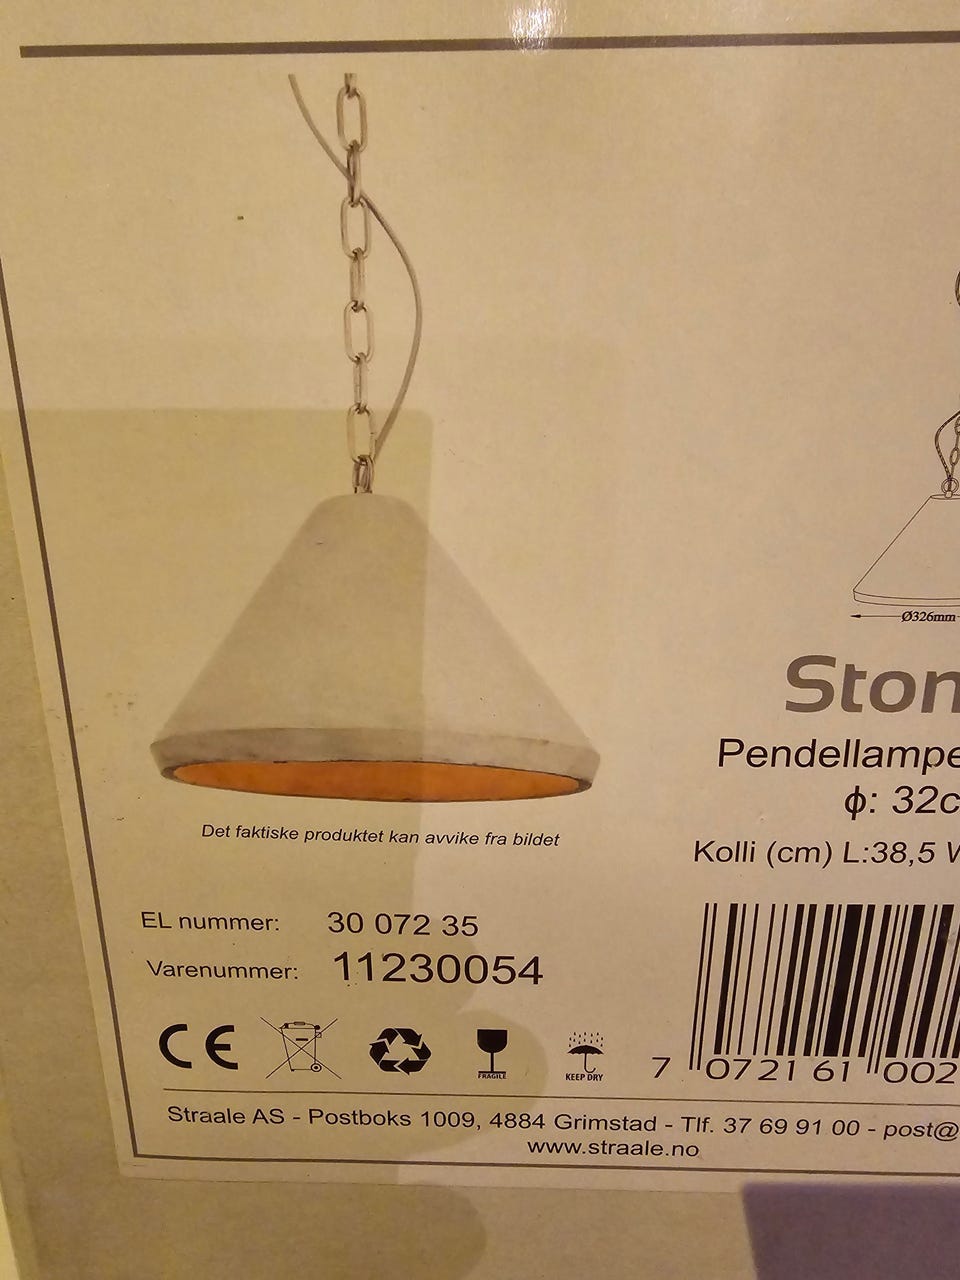 Ø326mm
Ston
Pendellampe
ϕ: 32c
Kolli (cm) L:38,5 W
Det faktiske produktet kan avvike fra bildet
EL nummer: 30 072 35
Varenummer: 11230054
CE
FRAGILE
KEEP DRY
7 072161 002
Straale AS - Postboks 1009, 4884 Grimstad - Tlf. 37 69 91 00 - post@
www.straale.no